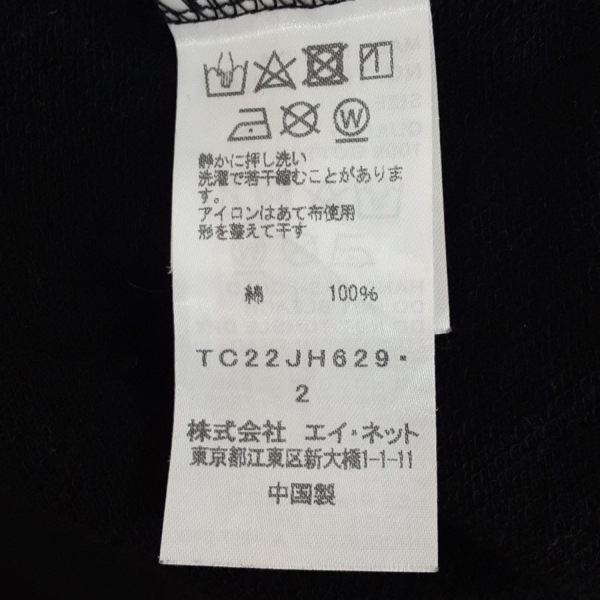 W
静かに押し洗い
洗濯で若干縮むことがありま
す。
アイロンはあて布使用
形を整えて干す
綿 100%
TC22JH629・
2
株式会社 エイ・ネット
東京都江東区新大橋1-1-11
中国製